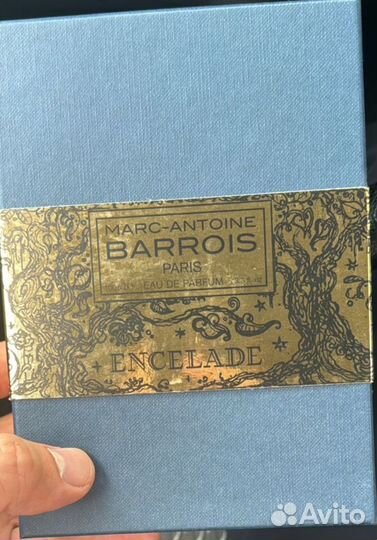 MARC-ANTOINE
BARROIS
PARIS
EAU DE PARFUM
ENCELADE
Avito